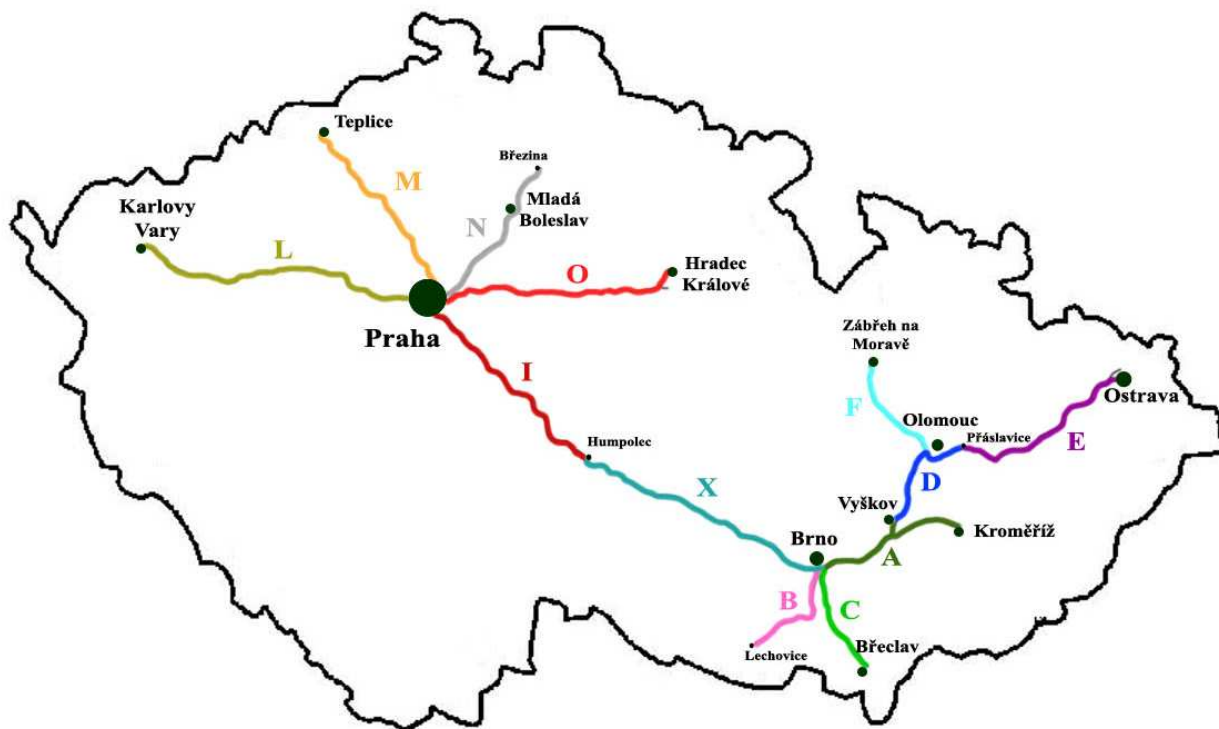 Teplice
Březina
M
Karlovy
Vary
Mladá
Boleslav
N
L
O
Hradec
Králové
Praha
Zábřeh na
Moravě
I
F
Olomouc
Ostrava
Humpolec
Přáslavice
E
X
D
Vyškov
Kroměříž
Brno
A
B
C
Lechovice
Břeclav